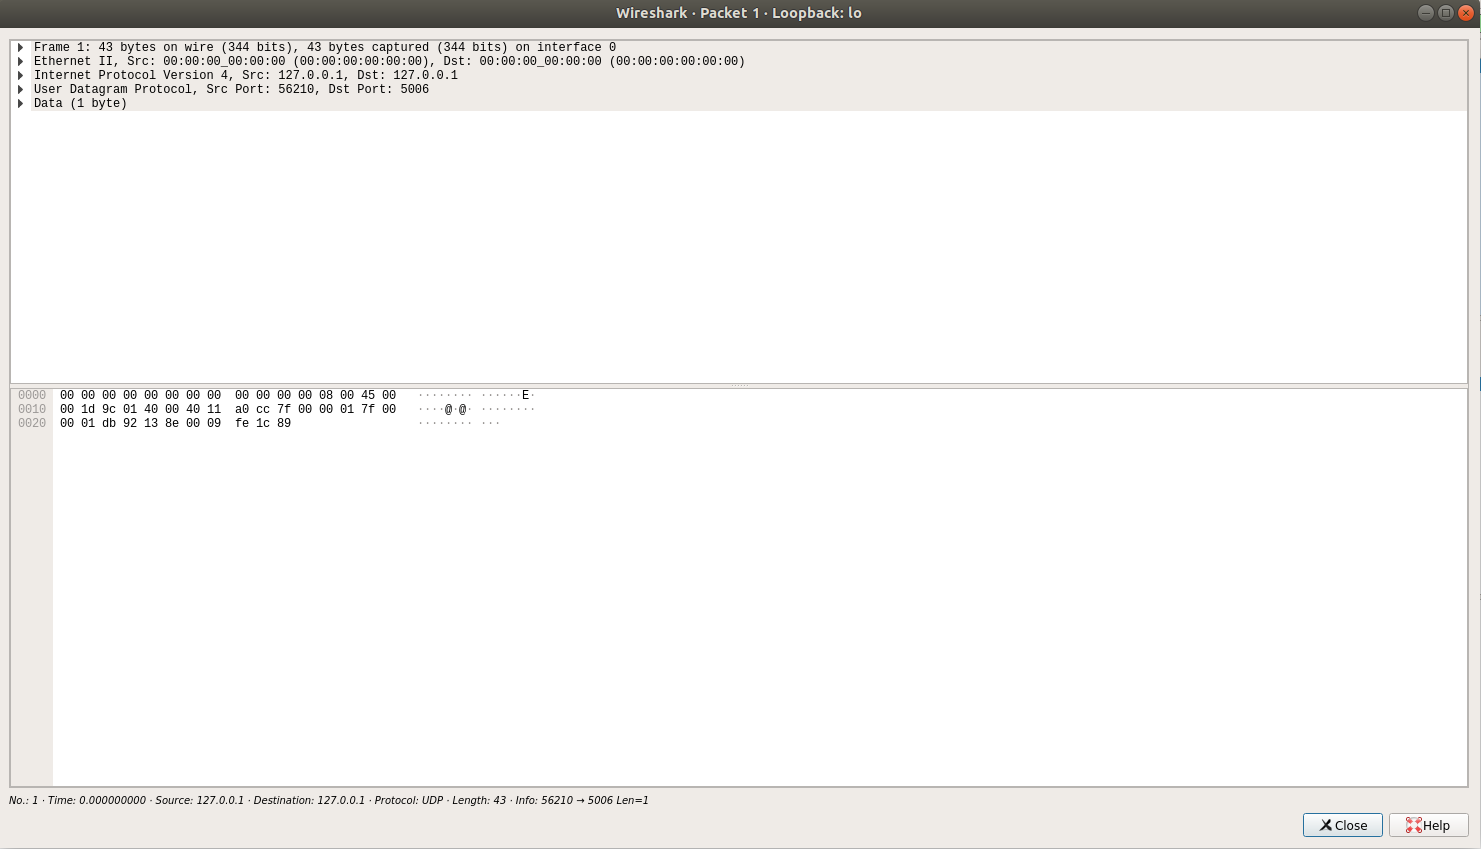 Wireshark · Packet 1 · Loopback: lo
Frame 1: 43 bytes on wire (344 bits), 43 bytes captured (344 bits) on interface 0
Ethernet II, Src: 00:00:00_00:00:00 (00:00:00:00:00:00), Dst: 00:00:00_00:00:00 (00:00:00:00:00:00)
Internet Protocol Version 4, Src: 127.0.0.1, Dst: 127.0.0.1
User Datagram Protocol, Src Port: 56210, Dst Port: 5006
Data (1 byte)
0000 00 00 00 00 00 00 00 00 00 00 00 00 08 00 45 00 ········ ······E·
0010 00 1d 9c 01 40 00 40 11 a0 cc 7f 00 00 01 7f 00 ····@·@· ········
0020 00 01 db 92 13 8e 00 09 fe 1c 89 ········ ···
No.: 1 · Time: 0.000000000 · Source: 127.0.0.1 · Destination: 127.0.0.1 · Protocol: UDP · Length: 43 · Info: 56210 → 5006 Len=1
Close Help